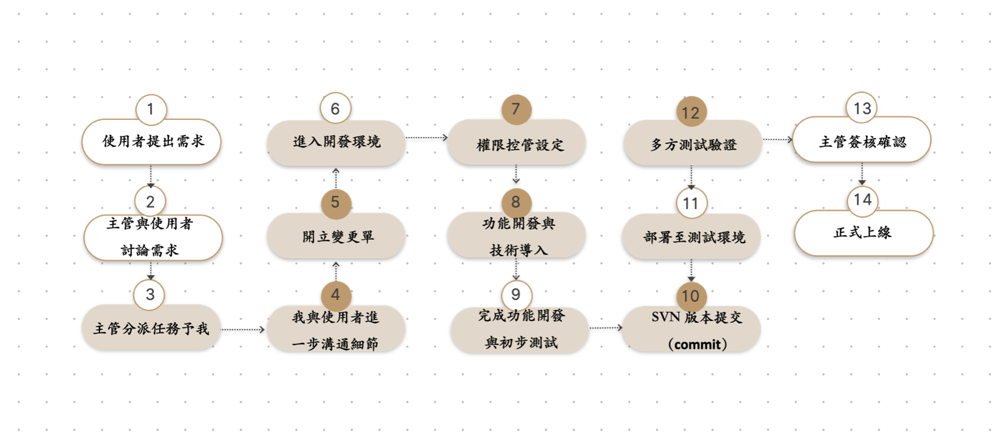 1
使用者提出需求
2
主管與使用者
討論需求
3
主管分派任務予我
4
我與使用者進
一步溝通細節
5
開立變更單
6
進入開發環境
7
權限控管設定
8
功能開發與
技術導入
9
完成功能開發
與初步測試
10
SVN 版本提交
（commit）
11
部署至測試環境
12
多方測試驗證
13
主管簽核確認
14
正式上線